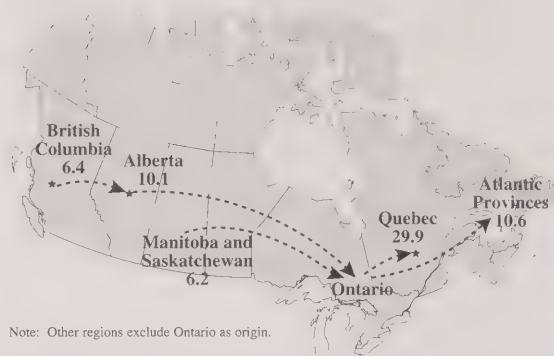 British
Columbia
6.4
Alberta
10.1
Manitoba and
Saskatchewan
6.2
Ontario
Quebec
29.9
Atlantic
Provinces
10.6
Note: Other regions exclude Ontario as origin.